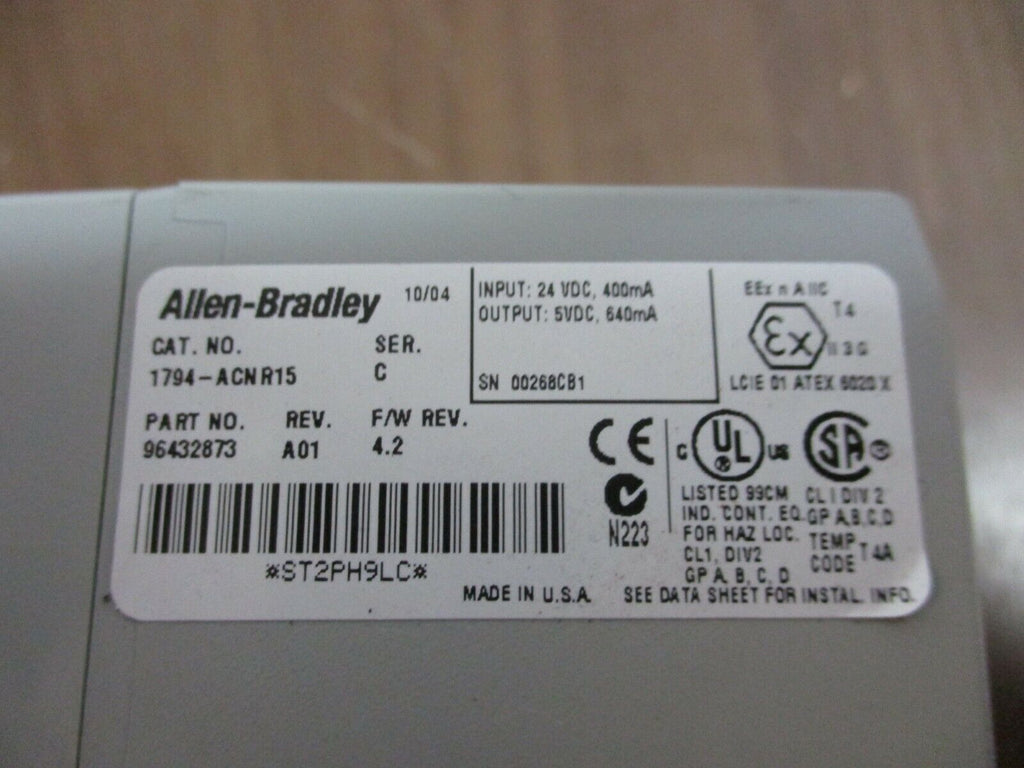 Allen-Bradley 10/04
CAT. NO. SER.
1794-ACNR15 C
PART NO. REV. F/W REV.
96432873 A01 4.2
*ST2PH9LC*
INPUT: 24 VDC, 400mA
OUTPUT: 5VDC, 640mA
SN 00268CB1
EEx n A IIC
T4
Ex II 3 G
LCIE 01 ATEX 6020 X
CE
N223
C UL US
LISTED 99CM
IND. CONT. EQ.
FOR HAZ LOC.
CL1, DIV2
GP A, B, C, D
SA
CL I DIV 2
GP A,B,C,D
TEMP
CODE T4A
MADE IN U.S.A. SEE DATA SHEET FOR INSTAL. INFO.